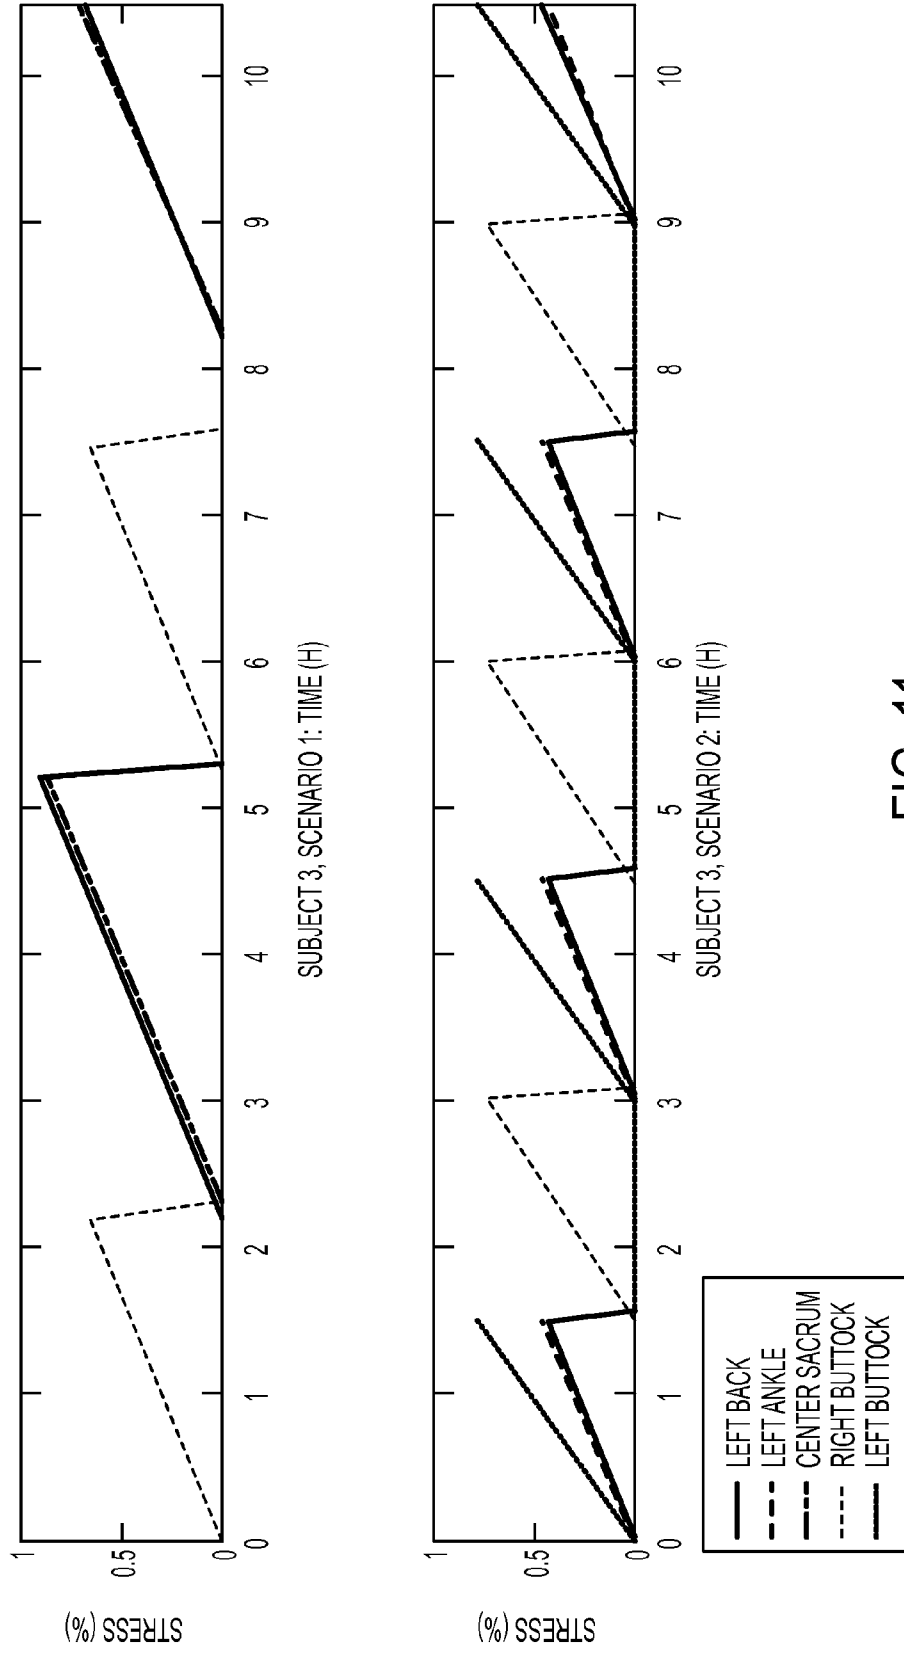 STRESS (%)
1
0.5
0
0 1 2 3 4 5 6 7 8 9 10
SUBJECT 3, SCENARIO 1: TIME (H)
STRESS (%)
1
0.5
0
0 1 2 3 4 5 6 7 8 9 10
SUBJECT 3, SCENARIO 2: TIME (H)
LEFT BACK
LEFT ANKLE
CENTER SACRUM
RIGHT BUTTOCK
LEFT BUTTOCK